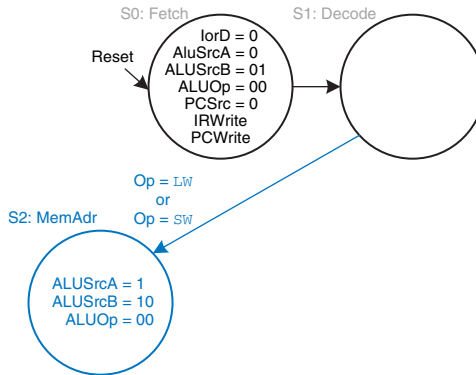 S0: Fetch
S1: Decode
Reset
IorD = 0
AluSrcA = 0
ALUSrcB = 01
ALUOp = 00
PCSrc = 0
IRWrite
PCWrite
Op = LW
or
Op = SW
S2: MemAdr
ALUSrcA = 1
ALUSrcB = 10
ALUOp = 00